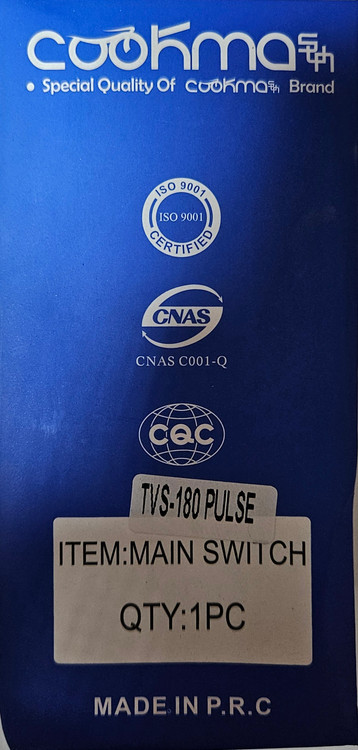 cookma
• Special Quality Of cookma Brand
ISO 9001
ISO 9001
CERTIFIED
CNAS
CNAS C001-Q
CQC
TVS-180 PULSE
ITEM:MAIN SWITCH
QTY:1PC
MADE IN P.R.C